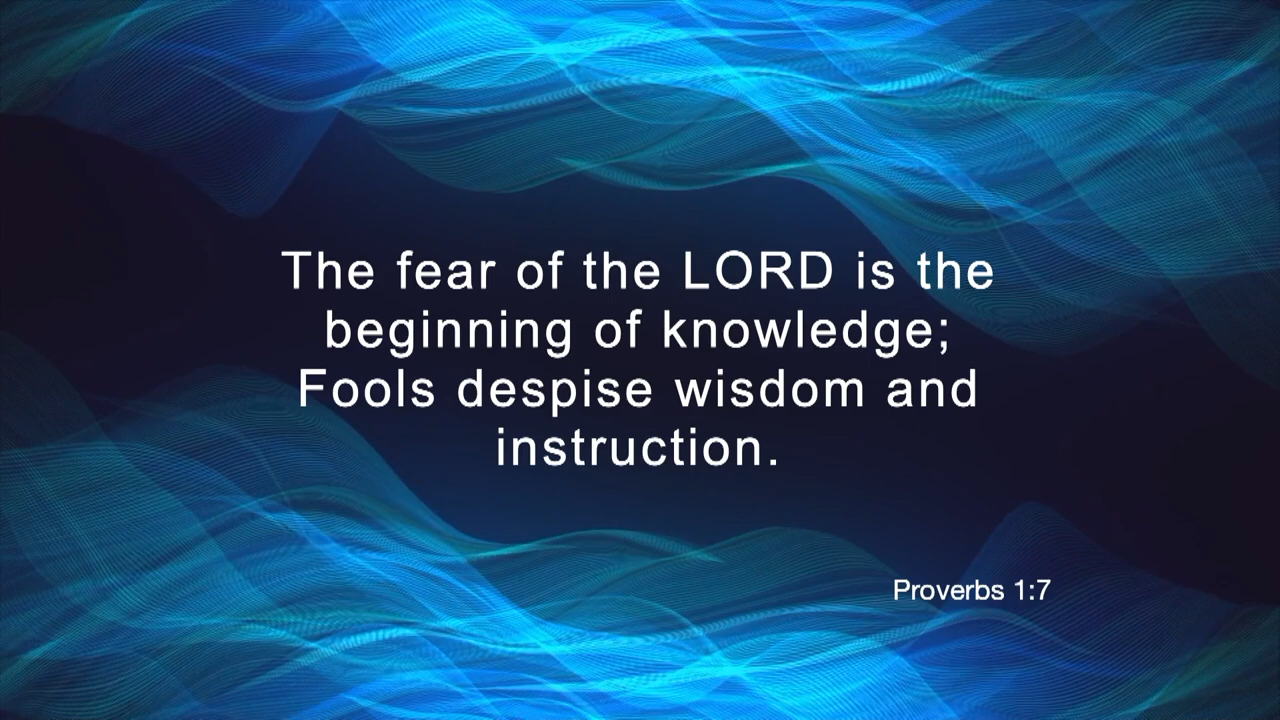 The fear of the LORD is the
beginning of knowledge;
Fools despise wisdom and
instruction.
Proverbs 1:7